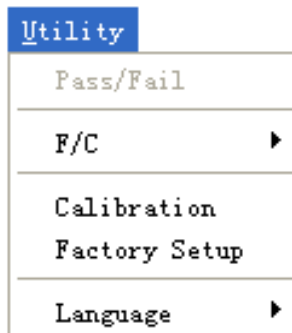 Utility
Pass/Fail
F/C
Calibration
Factory Setup
Language